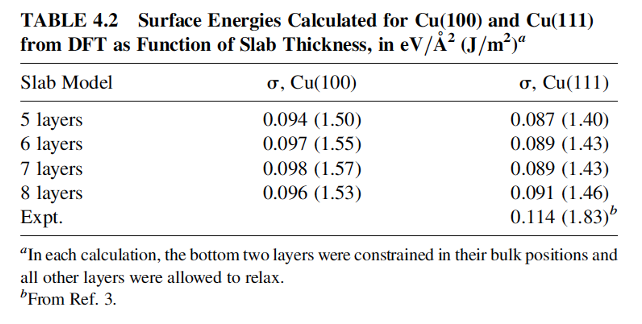 TABLE 4.2 Surface Energies Calculated for Cu(100) and Cu(111)
from DFT as Function of Slab Thickness, in eV/Å² (J/m²)ᵃ
Slab Model σ, Cu(100) σ, Cu(111)
5 layers 0.094 (1.50) 0.087 (1.40)
6 layers 0.097 (1.55) 0.089 (1.43)
7 layers 0.098 (1.57) 0.089 (1.43)
8 layers 0.096 (1.53) 0.091 (1.46)
Expt. 0.114 (1.83)ᵇ
ᵃIn each calculation, the bottom two layers were constrained in their bulk positions and
all other layers were allowed to relax.
ᵇFrom Ref. 3.